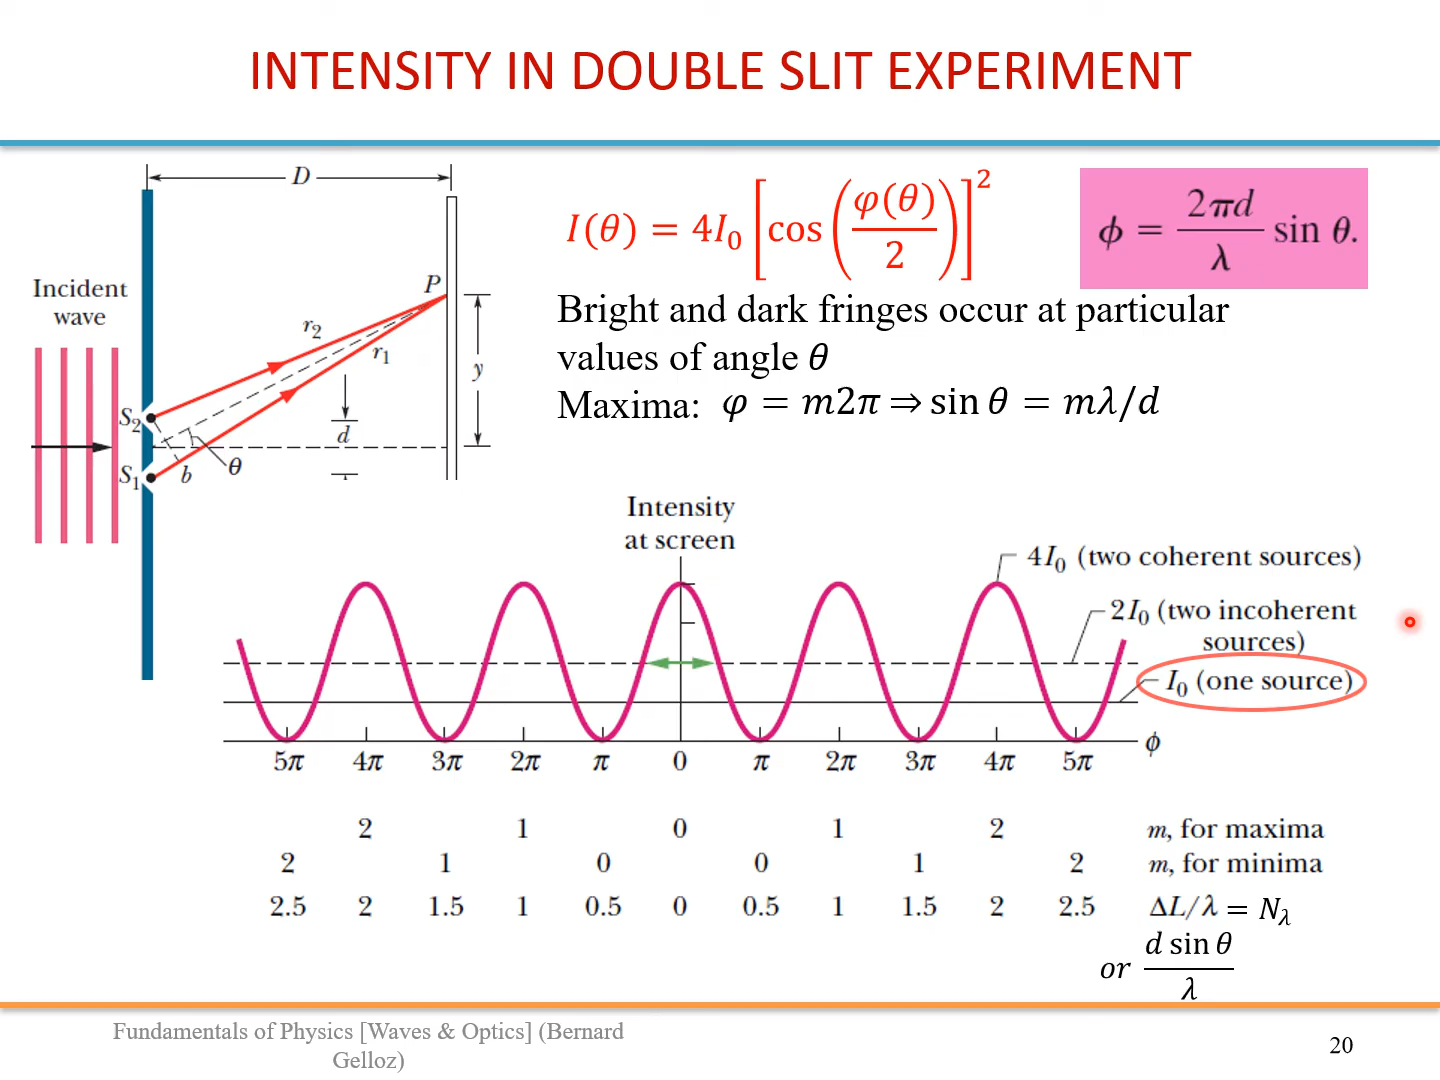 INTENSITY IN DOUBLE SLIT EXPERIMENT
D
Incident
wave
P
r₂
r₁
y
S₂
d
S₁
b
θ
I(θ) = 4I₀ [cos (φ(θ)/2)]²
ϕ = 2πd/λ sin θ.
Bright and dark fringes occur at particular
values of angle θ
Maxima: φ = m2π ⇒ sin θ = mλ/d
Intensity
at screen
4I₀ (two coherent sources)
2I₀ (two incoherent
sources)
I₀ (one source)
5π 4π 3π 2π π 0 π 2π 3π 4π 5π ϕ
2 1 0 1 2 m, for maxima
2 1 0 0 1 2 m, for minima
2.5 2 1.5 1 0.5 0 0.5 1 1.5 2 2.5 ΔL/λ = N_λ
or d sin θ/λ
Fundamentals of Physics [Waves & Optics] (Bernard
Gelloz)
20